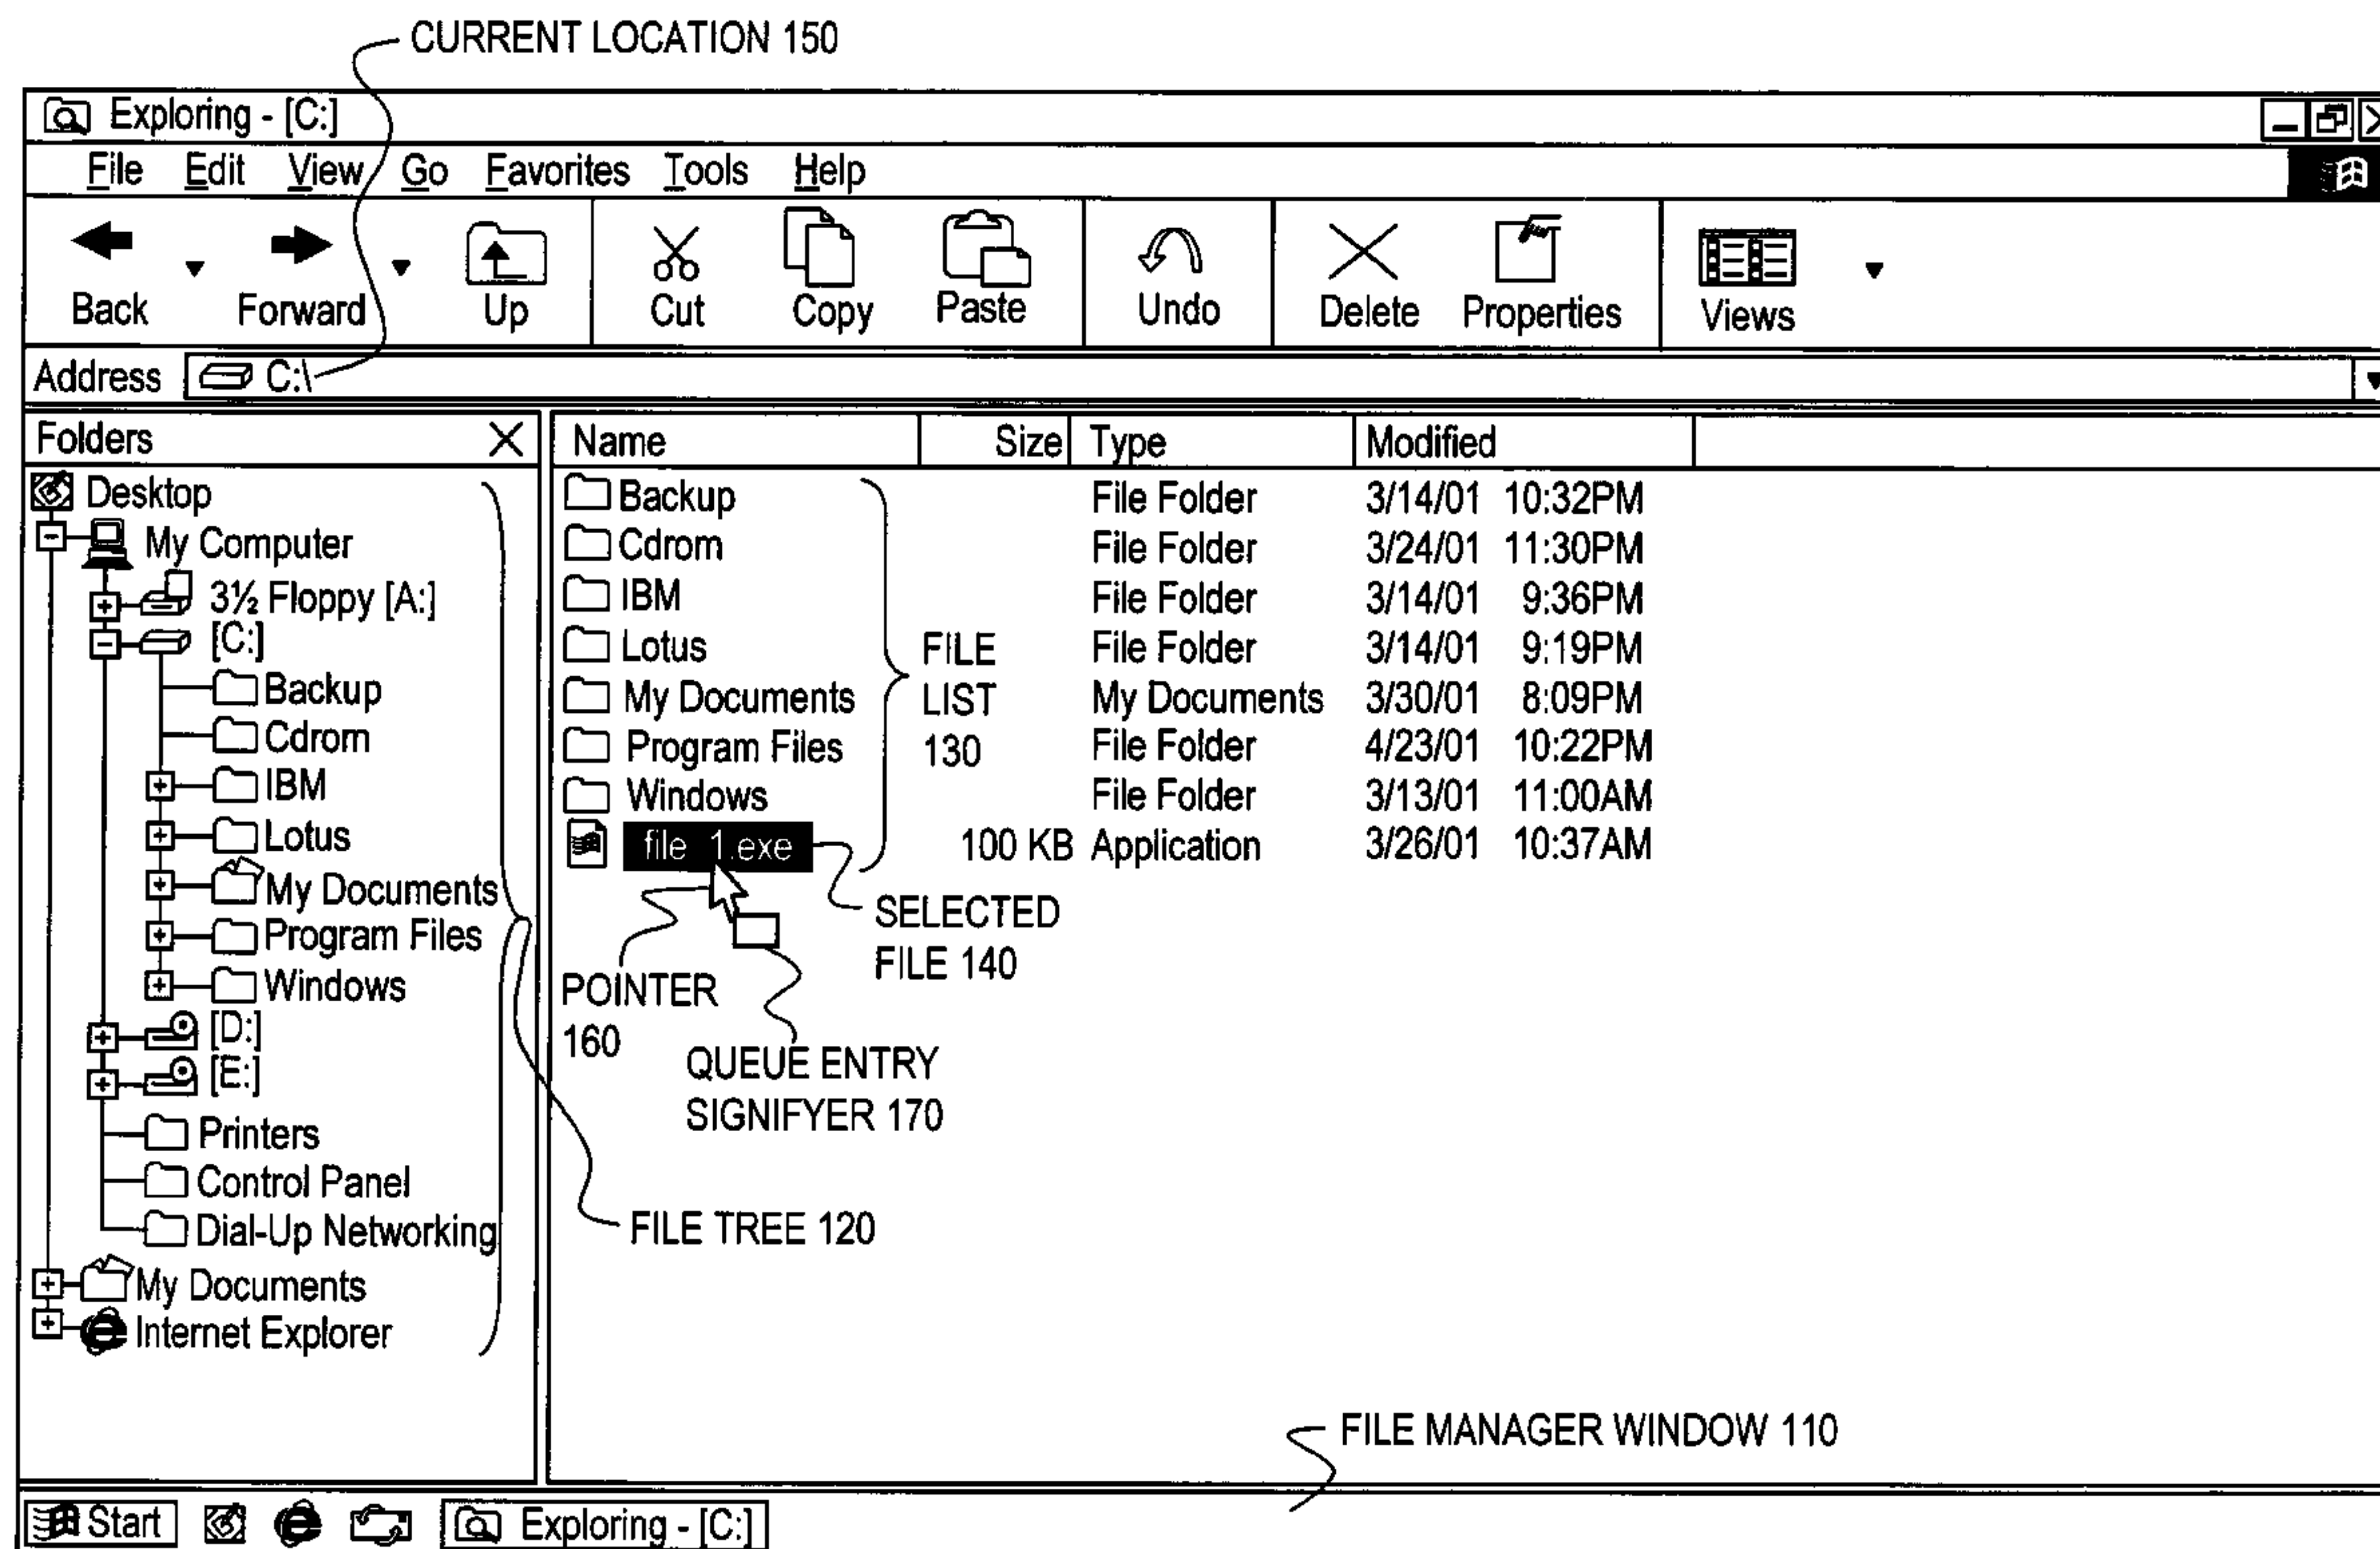 CURRENT LOCATION 150
Exploring - [C:]
File Edit View Go Favorites Tools Help
Back Forward Up Cut Copy Paste Undo Delete Properties Views
Address C:\
Folders
Desktop
My Computer
3½ Floppy [A:]
[C:]
Backup
Cdrom
IBM
Lotus
My Documents
Program Files
Windows
[D:]
[E:]
Printers
Control Panel
Dial-Up Networking
My Documents
Internet Explorer
Name Size Type Modified
Backup File Folder 3/14/01 10:32PM
Cdrom File Folder 3/24/01 11:30PM
IBM File Folder 3/14/01 9:36PM
Lotus File Folder 3/14/01 9:19PM
My Documents My Documents 3/30/01 8:09PM
Program Files File Folder 4/23/01 10:22PM
Windows File Folder 3/13/01 11:00AM
file 1.exe 100 KB Application 3/26/01 10:37AM
FILE
LIST
130
SELECTED
FILE 140
POINTER
160
QUEUE ENTRY
SIGNIFYER 170
FILE TREE 120
FILE MANAGER WINDOW 110
Start Exploring - [C:]